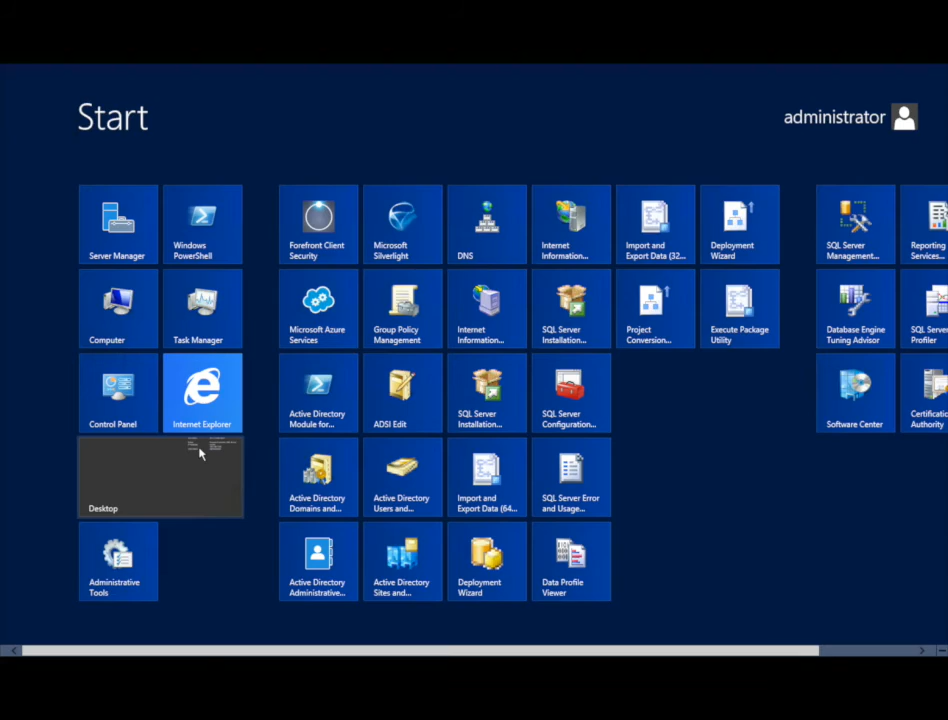 Start
administrator
Server Manager
Windows
PowerShell
Forefront Client
Security
Microsoft
Silverlight
DNS
Internet
Information...
Import and
Export Data (32...
Deployment
Wizard
SQL Server
Management...
Reporting
Services...
Computer
Task Manager
Microsoft Azure
Services
Group Policy
Management
Internet
Information...
SQL Server
Installation...
Project
Conversion...
Execute Package
Utility
Database Engine
Tuning Advisor
SQL Server
Profiler
Control Panel
Internet Explorer
Active Directory
Module for...
ADSI Edit
SQL Server
Installation...
SQL Server
Configuration...
Software Center
Certification
Authority
Desktop
Active Directory
Domains and...
Active Directory
Users and...
Import and
Export Data (64...
SQL Server Error
and Usage...
Administrative
Tools
Active Directory
Administrative...
Active Directory
Sites and...
Deployment
Wizard
Data Profile
Viewer